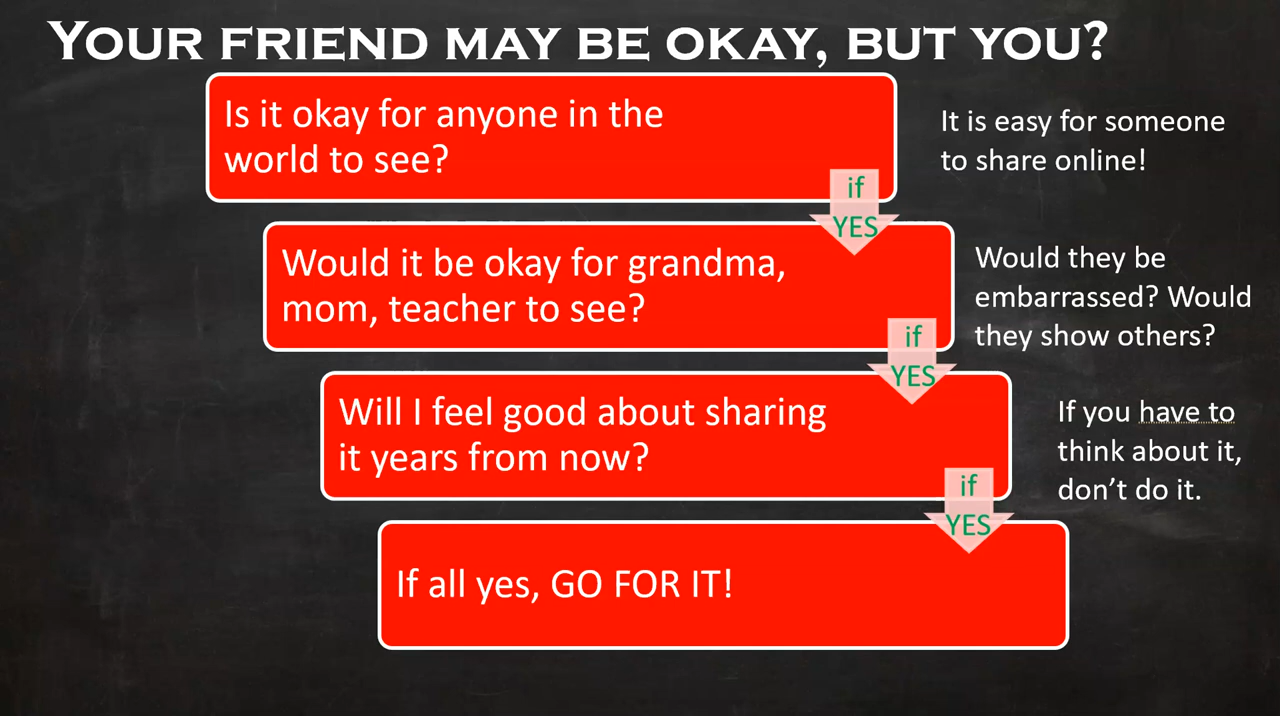 YOUR FRIEND MAY BE OKAY, BUT YOU?
Is it okay for anyone in the
world to see?
It is easy for someone
to share online!
if
YES
Would it be okay for grandma,
mom, teacher to see?
Would they be
embarrassed? Would
they show others?
if
YES
Will I feel good about sharing
it years from now?
If you have to
think about it,
don't do it.
if
YES
If all yes, GO FOR IT!